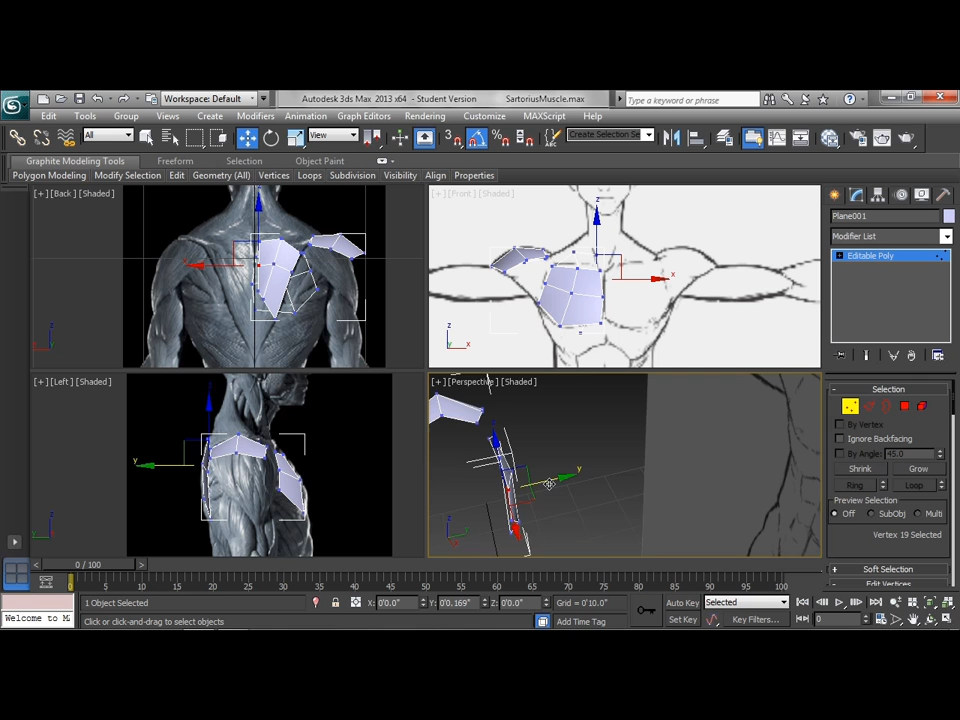 Workspace: Default
Autodesk 3ds Max 2013 x64 - Student Version
SartoriusMuscle.max
Type a keyword or phrase
Edit Tools Group Views Create Modifiers Animation Graph Editors Rendering Customize MAXScript Help
All
View
Create Selection Se
Graphite Modeling Tools Freeform Selection Object Paint
Polygon Modeling Modify Selection Edit Geometry (All) Vertices Loops Subdivision Visibility Align Properties
[+] [Back] [Shaded]
[+] [Front] [Shaded]
Plane001
Modifier List
Editable Poly
z
x
z
x
z
[+] [Left] [Shaded]
[+] [Perspective] [Shaded]
Selection
By Vertex
Ignore Backfacing
By Angle: 45.0
Shrink Grow
Ring Loop
Preview Selection
Off SubObj Multi
Vertex 19 Selected
Soft Selection
Edit Vertices
y
y
z
z
0 / 100
0 5 10 15 20 25 30 35 40 45 50 55 60 65 70 75 80 85 90 95 100
1 Object Selected
X: 0'0.0" Y: 0'0.169" Z: 0'0.0" Grid = 0'10.0"
Auto Key Selected
Welcome to M
Click or click-and-drag to select objects
Add Time Tag
Set Key Key Filters...
0